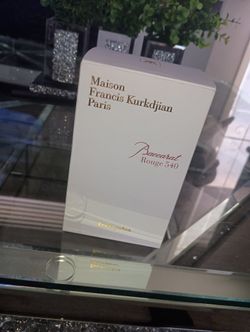 Maison
Francis Kurkdjian
Paris
Baccarat
Rouge 540